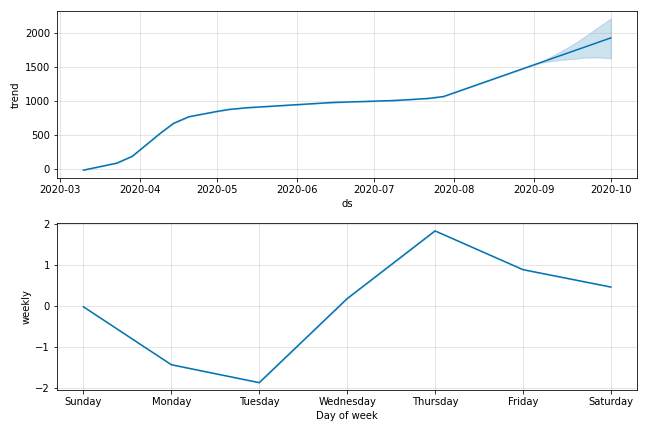 2000
1500
1000
500
0
trend
2020-03 2020-04 2020-05 2020-06 2020-07 2020-08 2020-09 2020-10
ds
2
1
0
−1
−2
weekly
Sunday Monday Tuesday Wednesday Thursday Friday Saturday
Day of week